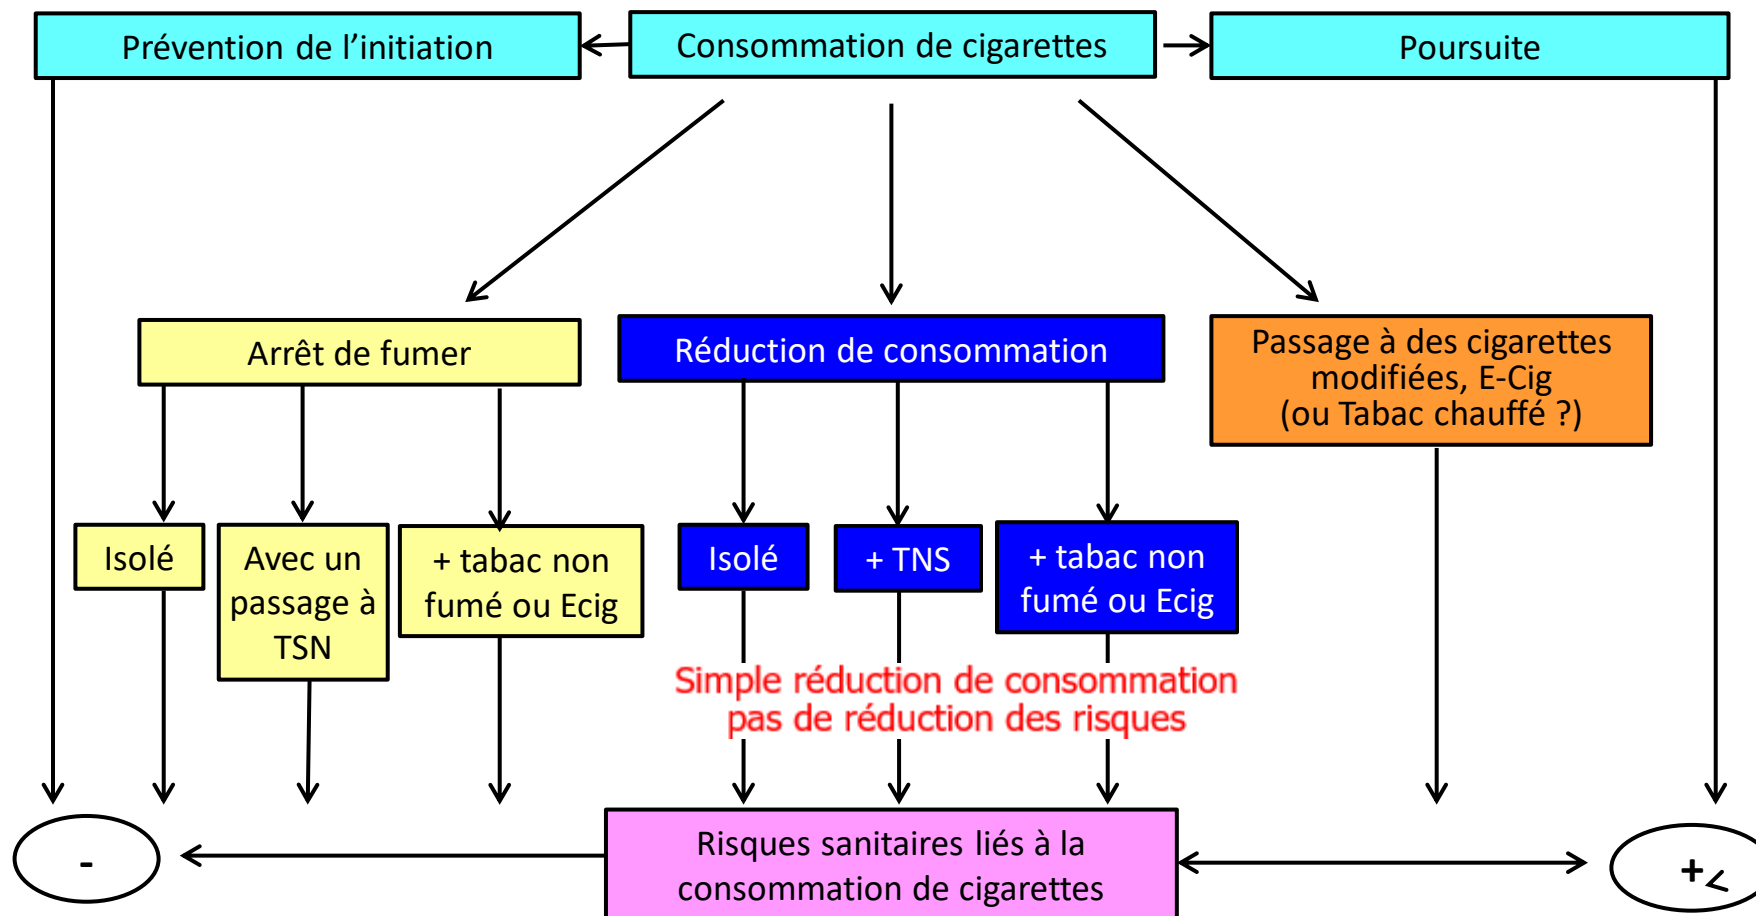 Prévention de l’initiation
Consommation de cigarettes
Poursuite
Arrêt de fumer
Réduction de consommation
Passage à des cigarettes
modifiées, E-Cig
(ou Tabac chauffé ?)
Isolé
Avec un
passage à
TSN
+ tabac non
fumé ou Ecig
Isolé
+ TNS
+ tabac non
fumé ou Ecig
Simple réduction de consommation
pas de réduction des risques
-
Risques sanitaires liés à la
consommation de cigarettes
+